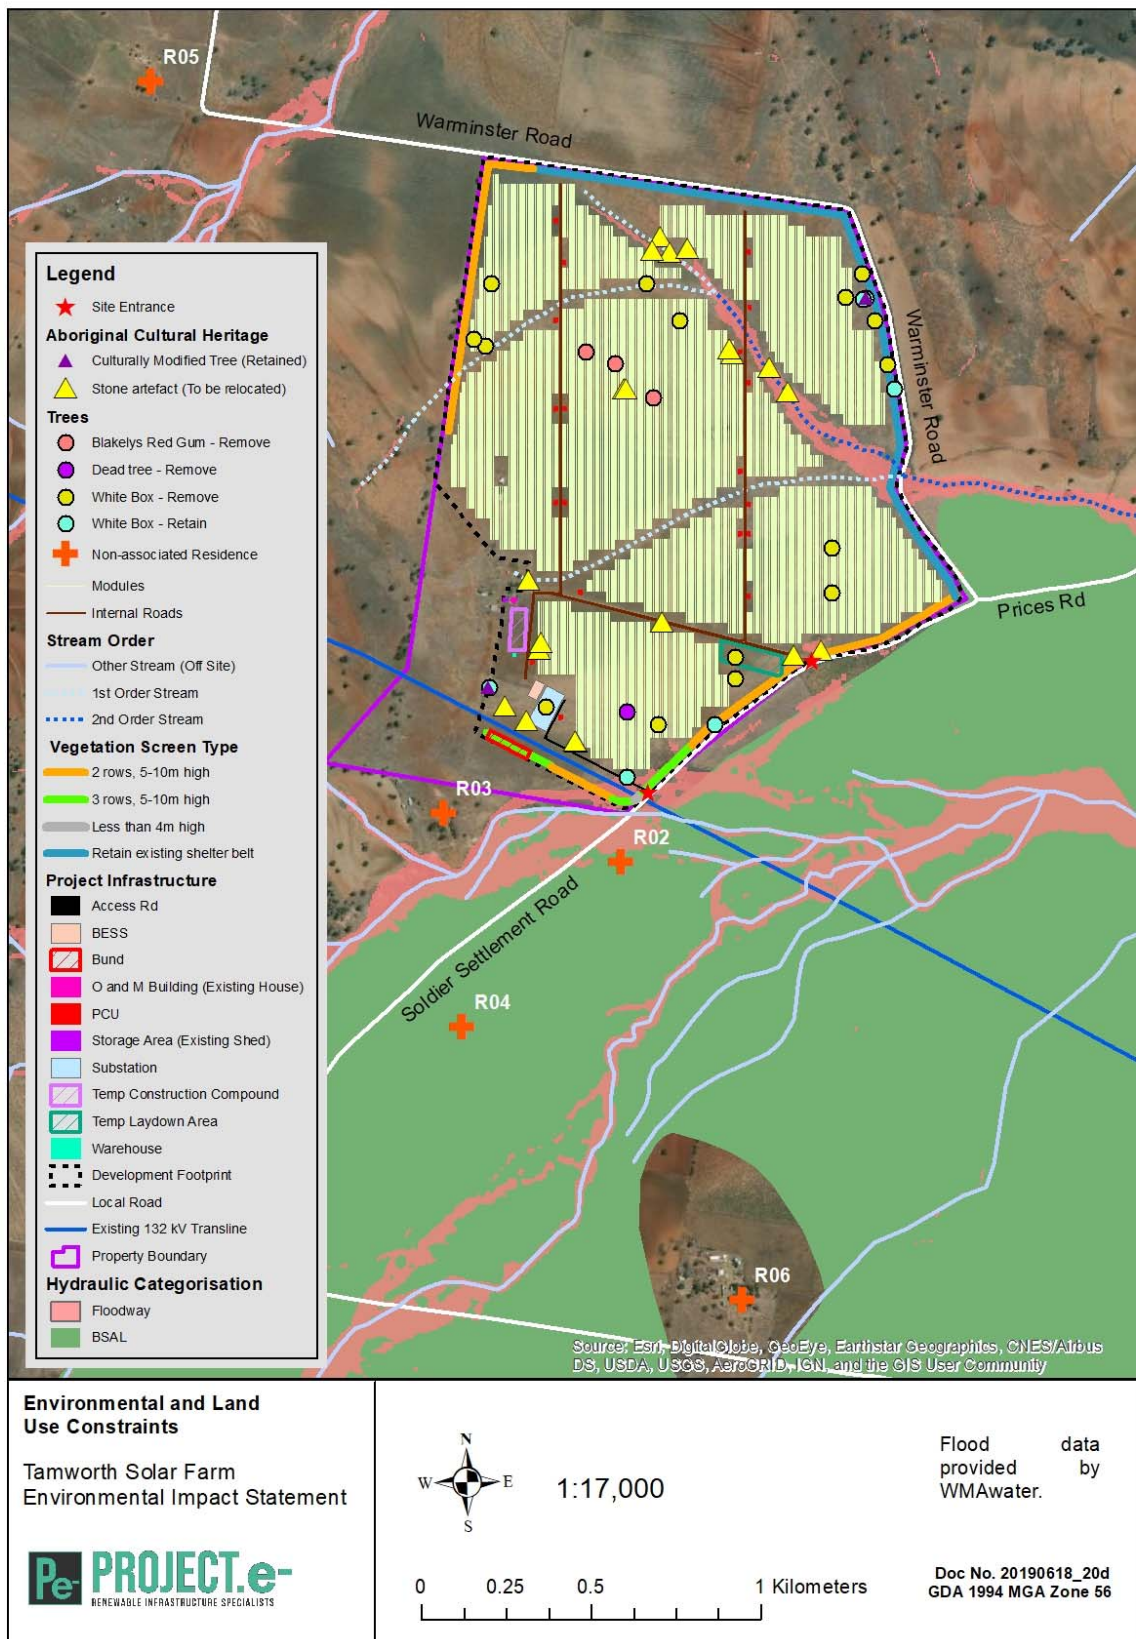 R05
Warminster Road
Legend
Site Entrance
Aboriginal Cultural Heritage
Culturally Modified Tree (Retained)
Stone artefact (To be relocated)
Trees
Blakelys Red Gum - Remove
Dead tree - Remove
White Box - Remove
White Box - Retain
Non-associated Residence
Modules
Internal Roads
Stream Order
Other Stream (Off Site)
1st Order Stream
2nd Order Stream
Vegetation Screen Type
2 rows, 5-10m high
3 rows, 5-10m high
Less than 4m high
Retain existing shelter belt
Project Infrastructure
Access Rd
BESS
Bund
O and M Building (Existing House)
PCU
Storage Area (Existing Shed)
Substation
Temp Construction Compound
Temp Laydown Area
Warehouse
Development Footprint
Local Road
Existing 132 kV Transline
Property Boundary
Hydraulic Categorisation
Floodway
BSAL
Warminster Road
Prices Rd
R03
R02
Soldier Settlement Road
R04
R06
Source: Esri, DigitalGlobe, GeoEye, Earthstar Geographics, CNES/Airbus
DS, USDA, USGS, AeroGRID, IGN, and the GIS User Community
Environmental and Land
Use Constraints
Tamworth Solar Farm
Environmental Impact Statement
Pe- PROJECT.e-
RENEWABLE INFRASTRUCTURE SPECIALISTS
N
W E
S
1:17,000
0 0.25 0.5 1 Kilometers
Flood data
provided by
WMAwater.
Doc No. 20190618_20d
GDA 1994 MGA Zone 56